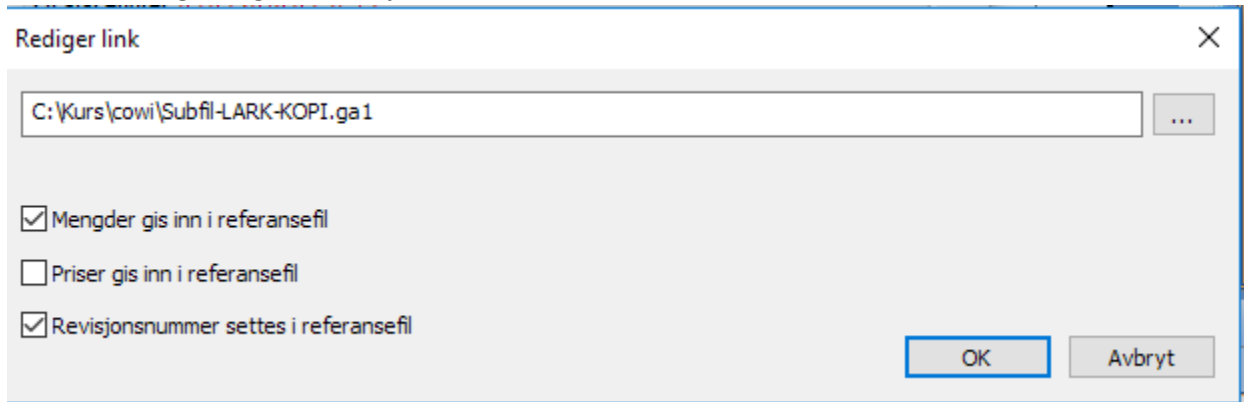 Rediger link
C:\Kurs\cowi\Subfil-LARK-KOPI.ga1
...
Mengder gis inn i referansefil
Priser gis inn i referansefil
Revisjonsnummer settes i referansefil
OK
Avbryt